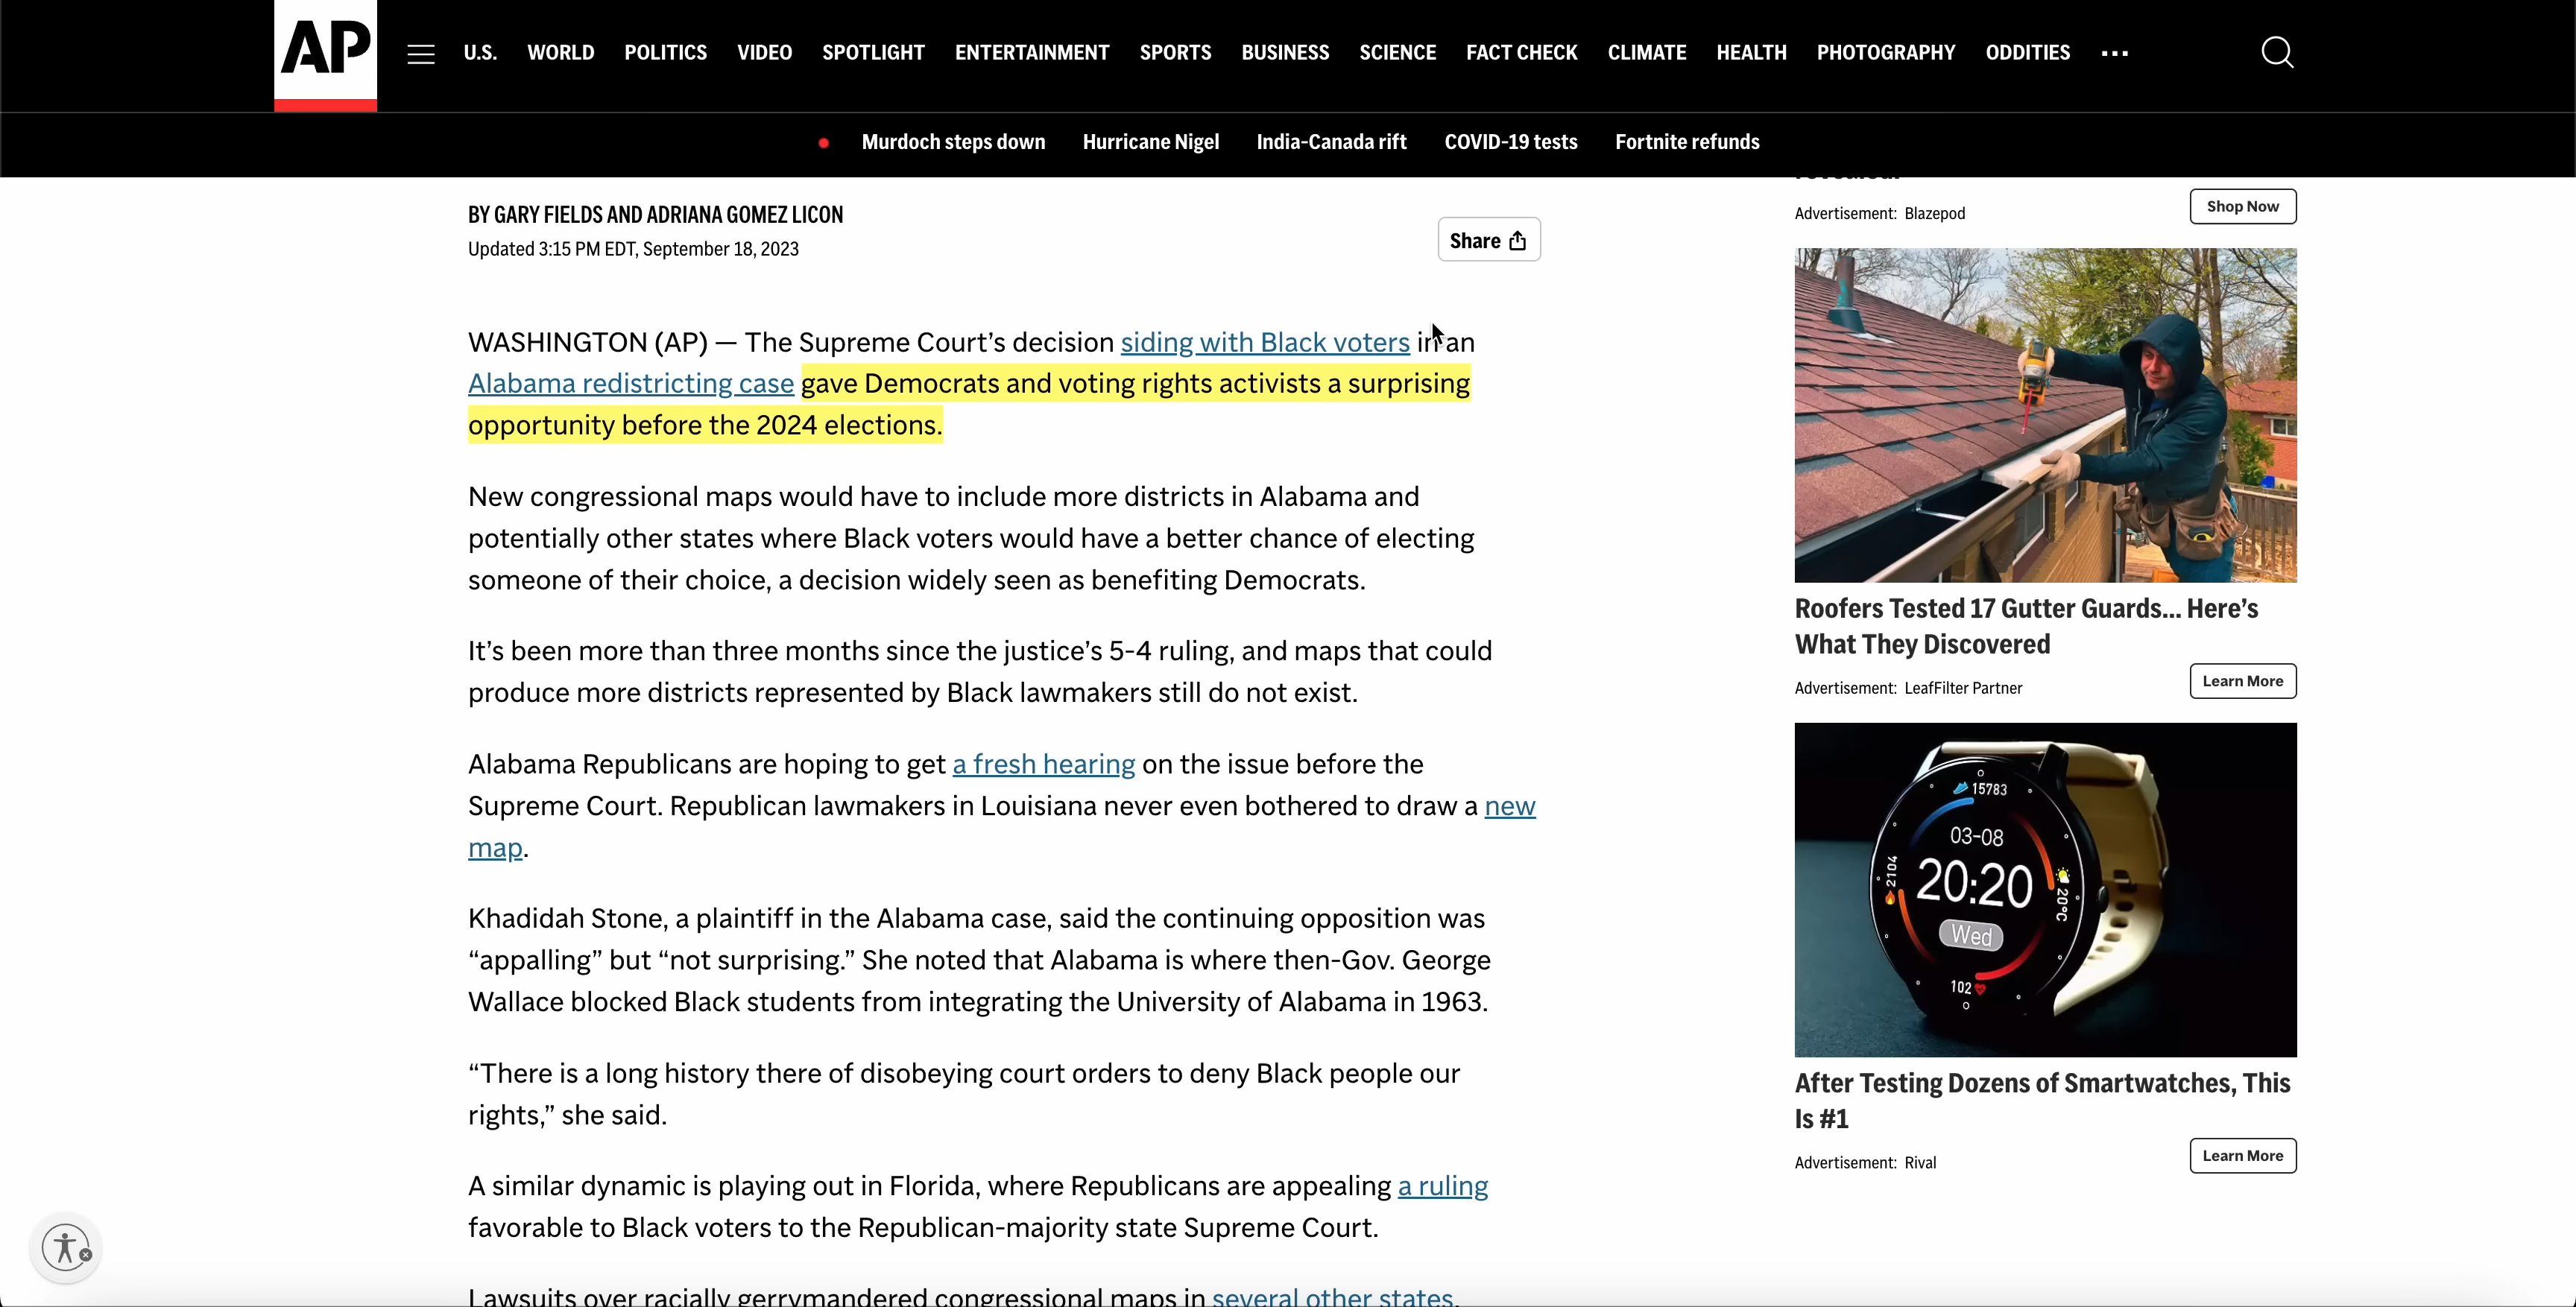 AP
U.S. WORLD POLITICS VIDEO SPOTLIGHT ENTERTAINMENT SPORTS BUSINESS SCIENCE FACT CHECK CLIMATE HEALTH PHOTOGRAPHY ODDITIES ...
Murdoch steps down Hurricane Nigel India-Canada rift COVID-19 tests Fortnite refunds
BY GARY FIELDS AND ADRIANA GOMEZ LICON
Updated 3:15 PM EDT, September 18, 2023
Share
WASHINGTON (AP) — The Supreme Court’s decision siding with Black voters in an
Alabama redistricting case gave Democrats and voting rights activists a surprising
opportunity before the 2024 elections.
New congressional maps would have to include more districts in Alabama and
potentially other states where Black voters would have a better chance of electing
someone of their choice, a decision widely seen as benefiting Democrats.
It’s been more than three months since the justice’s 5-4 ruling, and maps that could
produce more districts represented by Black lawmakers still do not exist.
Alabama Republicans are hoping to get a fresh hearing on the issue before the
Supreme Court. Republican lawmakers in Louisiana never even bothered to draw a new
map.
Khadidah Stone, a plaintiff in the Alabama case, said the continuing opposition was
“appalling” but “not surprising.” She noted that Alabama is where then-Gov. George
Wallace blocked Black students from integrating the University of Alabama in 1963.
“There is a long history there of disobeying court orders to deny Black people our
rights,” she said.
A similar dynamic is playing out in Florida, where Republicans are appealing a ruling
favorable to Black voters to the Republican-majority state Supreme Court.
Lawsuits over racially gerrymandered congressional maps in several other states,
Advertisement: Blazepod
Shop Now
Roofers Tested 17 Gutter Guards... Here’s
What They Discovered
Advertisement: LeafFilter Partner
Learn More
15783
03-08
2104
20:20
20°C
Wed
102
After Testing Dozens of Smartwatches, This
Is #1
Advertisement: Rival
Learn More